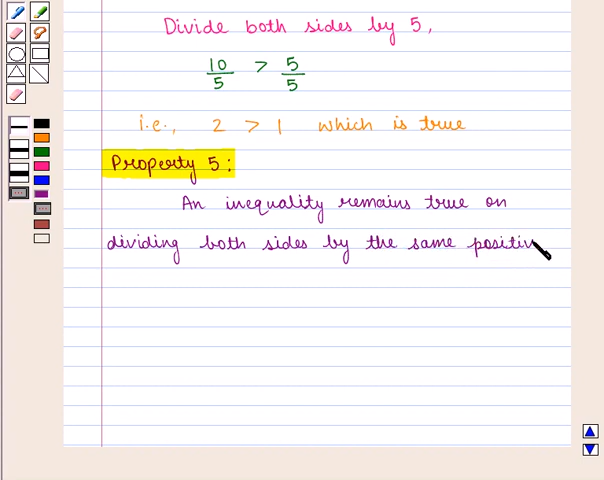 Divide both sides by 5,
10/5 > 5/5
i.e., 2 > 1 which is true
Property 5:
An inequality remains true on
dividing both sides by the same positiv